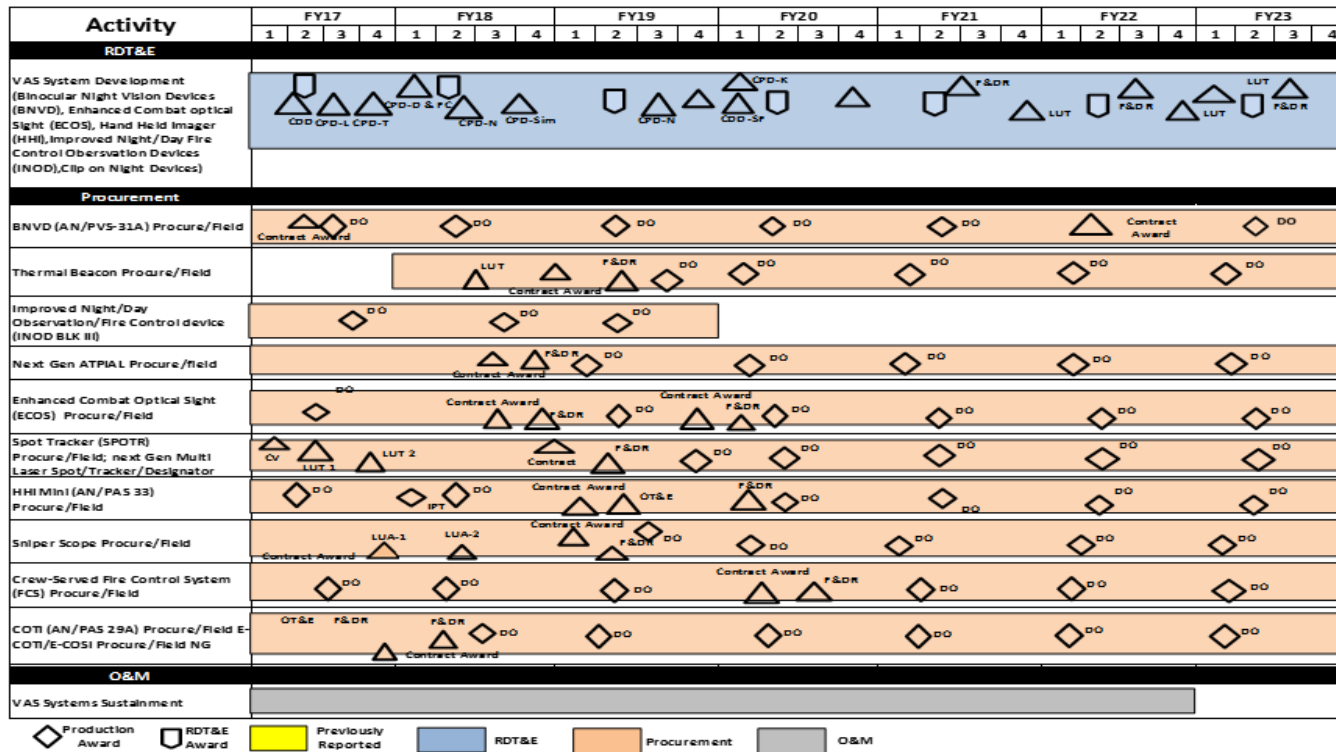 Activity
FY17 FY18 FY19 FY20 FY21 FY22 FY23
1 2 3 4 1 2 3 4 1 2 3 4 1 2 3 4 1 2 3 4 1 2 3 4 1 2 3 4
RDT&E
VAS System Development
(Binocular Night Vision Devices
(BNVD), Enhanced Combat optical
Sight (ECOS), Hand Held Imager
(HHI),Improved Night/Day Fire
Control Obersvation Devices
(INOD),Clip on Night Devices)
CDD CPD-L CPD-T CPD-D & FC CPD-N CPD-Sim CPD-N CPD-K CDD-SF F&DR LUT F&DR LUT LUT F&DR
Procurement
BNVD (AN/PVS-31A) Procure/Field
Contract Award DO DO DO DO DO Contract
Award DO
Thermal Beacon Procure/Field
LUT Contract Award F&DR DO DO DO DO DO
Improved Night/Day
Observation/Fire Control device
(INOD BLK III)
DO DO DO
Next Gen ATPIAL Procure/field
Contract Award F&DR DO DO DO DO DO
Enhanced Combat Optical Sight
(ECOS) Procure/Field
DO Contract Award F&DR DO Contract Award F&DR DO DO DO DO
Spot Tracker (SPOTR)
Procure/Field; next Gen Multi
Laser Spot/Tracker/Designator
CV LUT 1 LUT 2 Contract F&DR DO DO DO DO DO
HHI Mini (AN/PAS 33)
Procure/Field
DO IPT DO Contract Award OT&E F&DR DO DO DO DO
Sniper Scope Procure/Field
Contract Award LUA-1 LUA-2 Contract Award F&DR DO DO DO DO DO
Crew-Served Fire Control System
(FCS) Procure/Field
DO DO DO Contract Award F&DR DO DO DO
COTI (AN/PAS 29A) Procure/Field E-
COTI/E-COSI Procure/Field NG
OT&E F&DR Contract Award F&DR DO DO DO DO DO DO
O&M
VAS Systems Sustainment
Production
Award
RDT&E
Award
Previously
Reported
RDT&E
Procurement
O&M